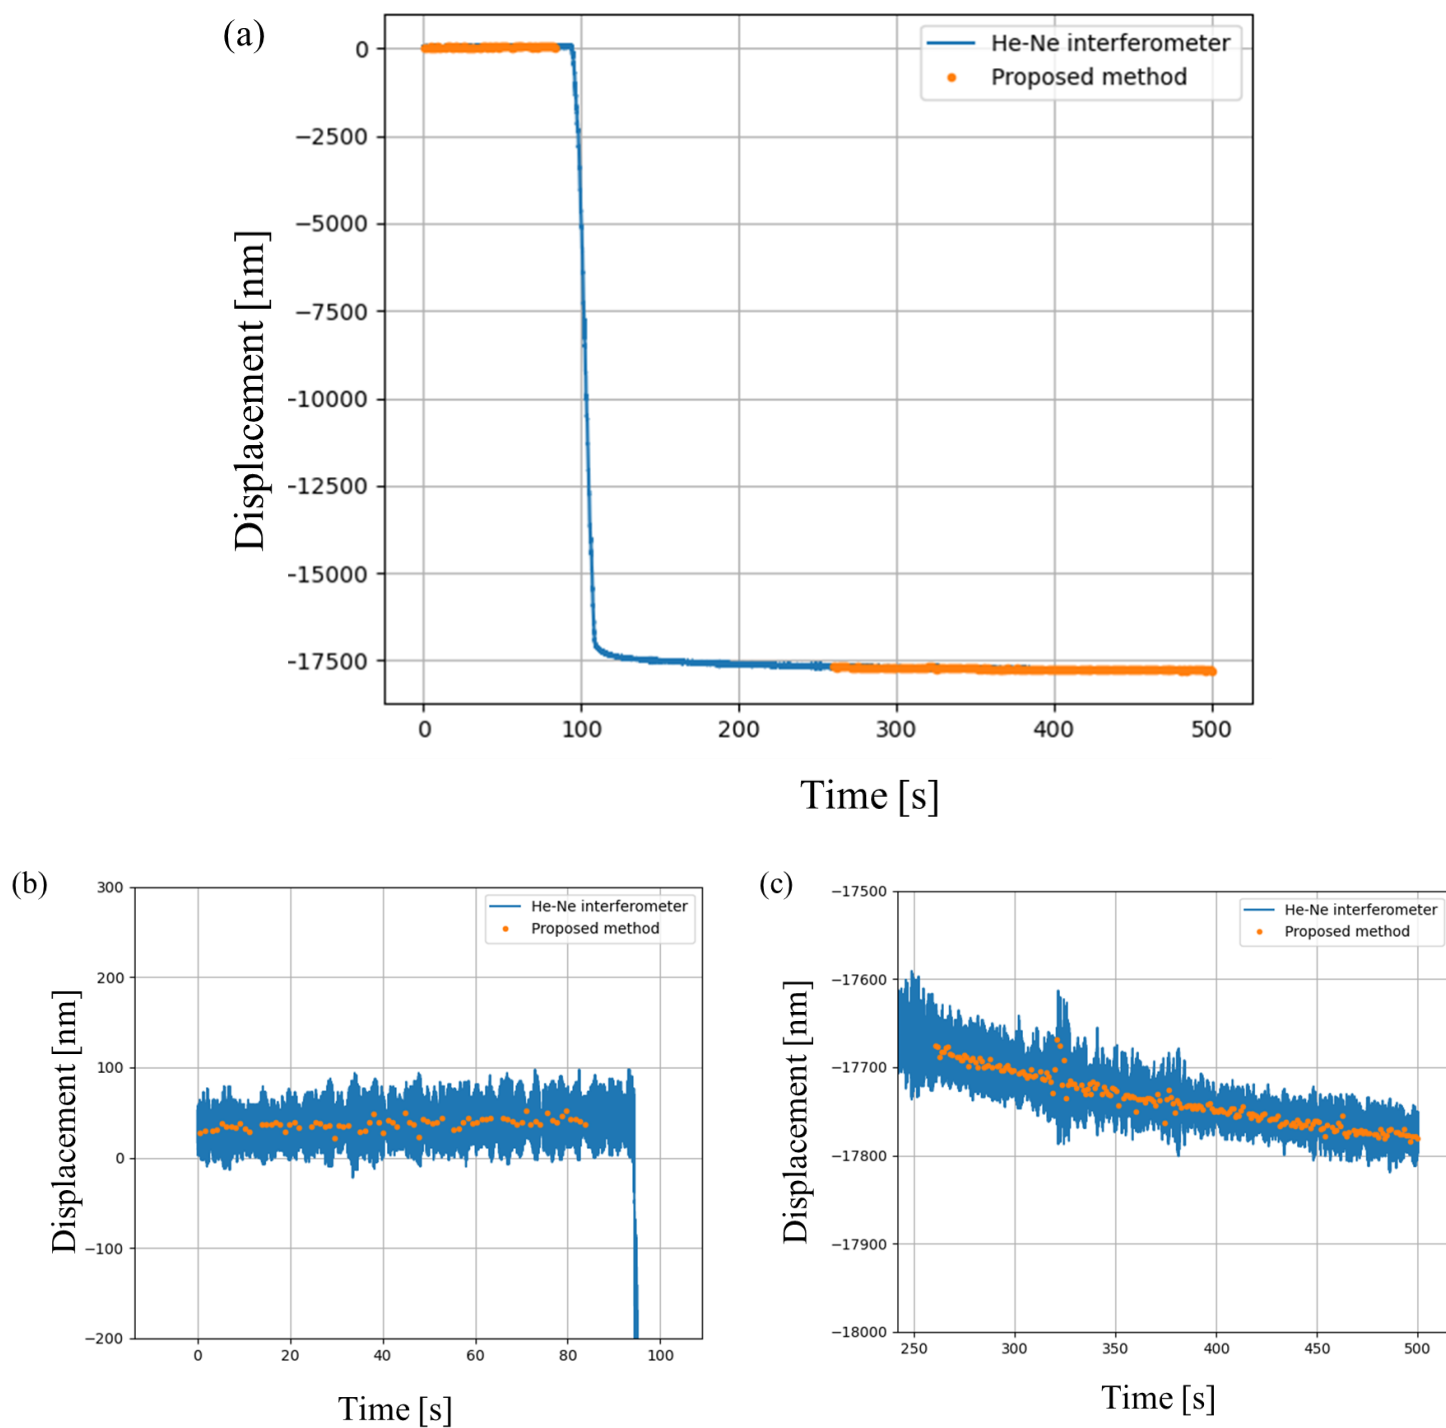 (a)
He-Ne interferometer
Proposed method
0
−2500
−5000
−7500
-10000
-12500
-15000
-17500
Displacement [nm]
0 100 200 300 400 500
Time [s]
(b)
He-Ne interferometer
Proposed method
300
200
100
0
−100
−200
Displacement [nm]
0 20 40 60 80 100
Time [s]
(c)
He-Ne interferometer
Proposed method
−17500
−17600
−17700
−17800
−17900
−18000
Displacement [nm]
250 300 350 400 450 500
Time [s]